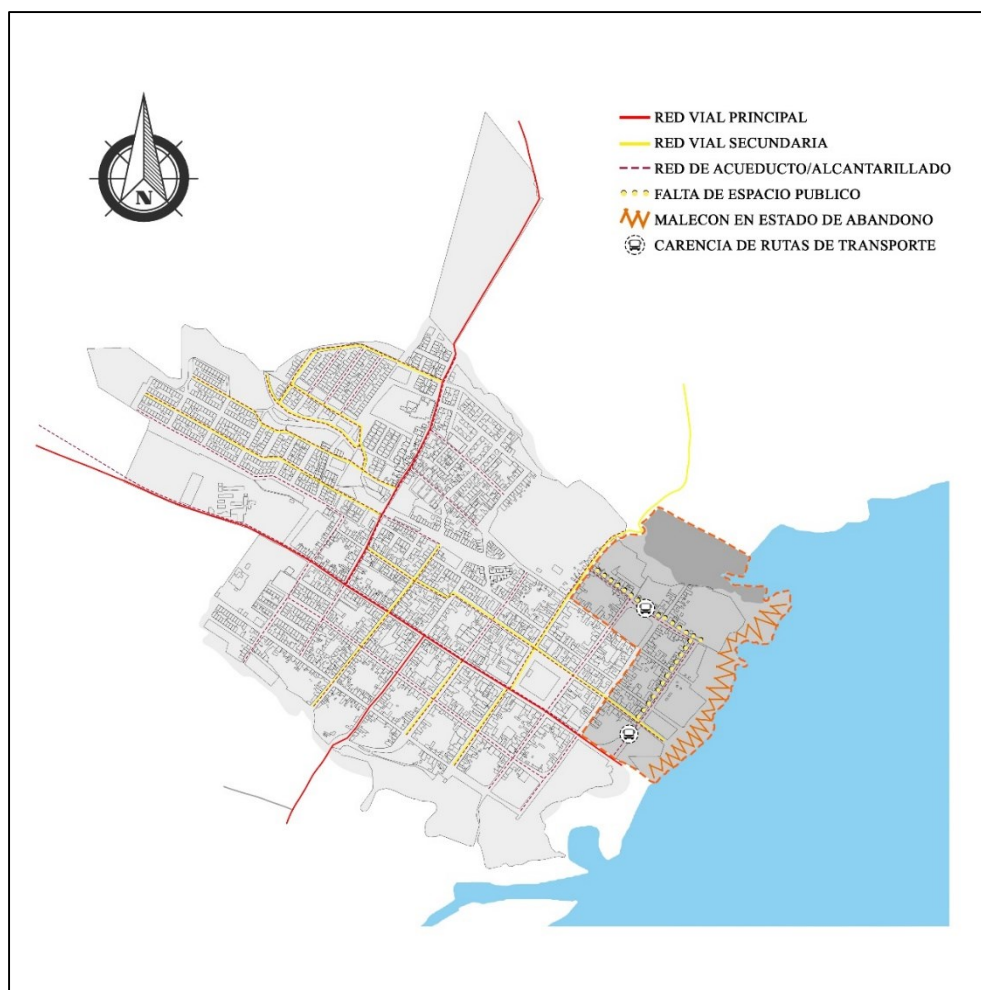 N
RED VIAL PRINCIPAL
RED VIAL SECUNDARIA
RED DE ACUEDUCTO/ALCANTARILLADO
FALTA DE ESPACIO PUBLICO
MALECON EN ESTADO DE ABANDONO
CARENCIA DE RUTAS DE TRANSPORTE